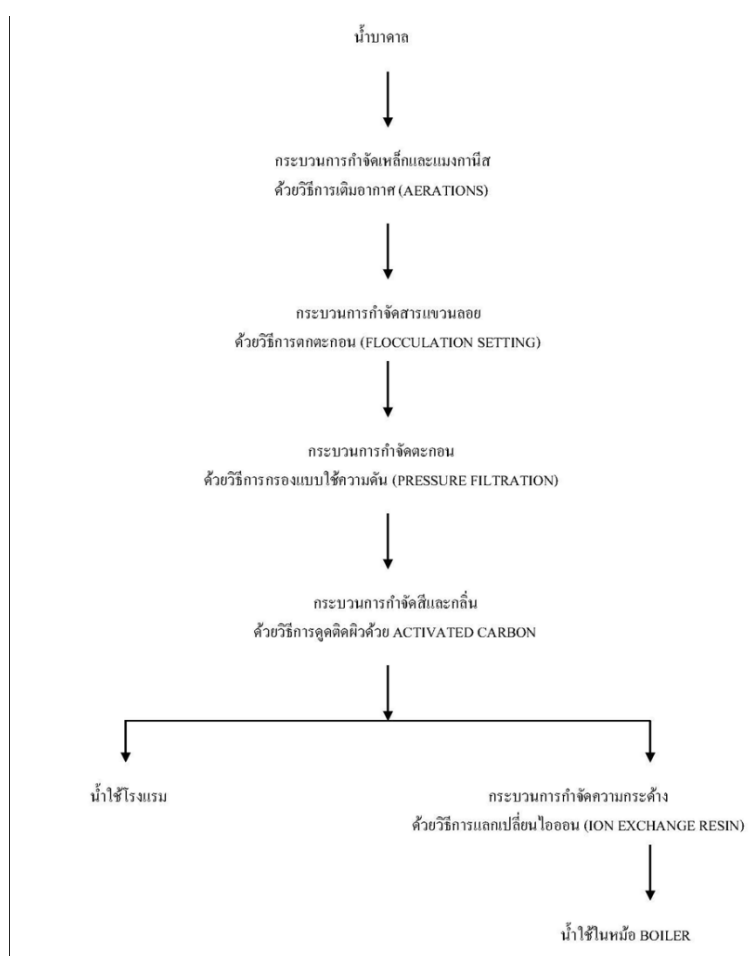 น้ำบาดาล
กระบวนการกำจัดเหล็กและแมงกานีส
ด้วยวิธีการเติมอากาศ (AERATIONS)
กระบวนการกำจัดสารแขวนลอย
ด้วยวิธีการตกตะกอน (FLOCCULATION SETTING)
กระบวนการกำจัดตะกอน
ด้วยวิธีการกรองแบบใช้ความดัน (PRESSURE FILTRATION)
กระบวนการกำจัดสีและกลิ่น
ด้วยวิธีการดูดติดผิวด้วย ACTIVATED CARBON
น้ำใช้โรงแรม
กระบวนการกำจัดความกระด้าง
ด้วยวิธีการแลกเปลี่ยนไอออน (ION EXCHANGE RESIN)
น้ำใช้ในหม้อ BOILER